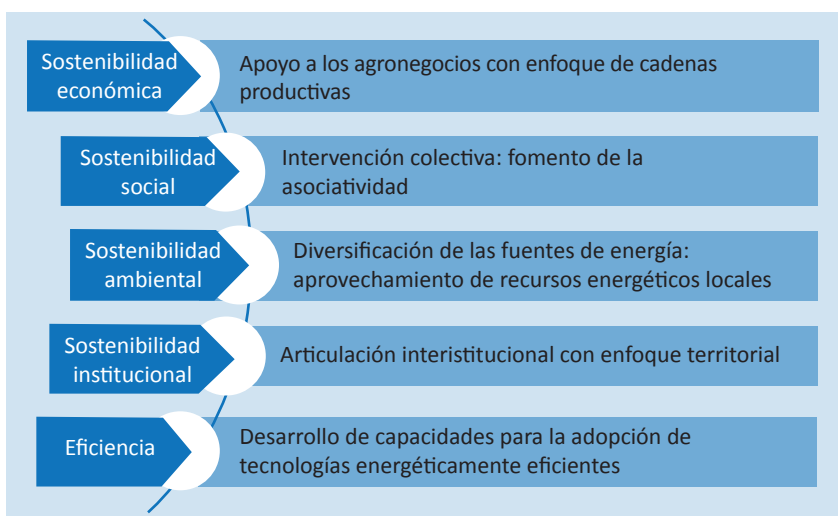 Sostenibilidad
económica
Apoyo a los agronegocios con enfoque de cadenas
productivas
Sostenibilidad
social
Intervención colectiva: fomento de la
asociatividad
Sostenibilidad
ambiental
Diversificación de las fuentes de energía:
aprovechamiento de recursos energéticos locales
Sostenibilidad
institucional
Articulación interistitucional con enfoque territorial
Eficiencia
Desarrollo de capacidades para la adopción de
tecnologías energéticamente eficientes